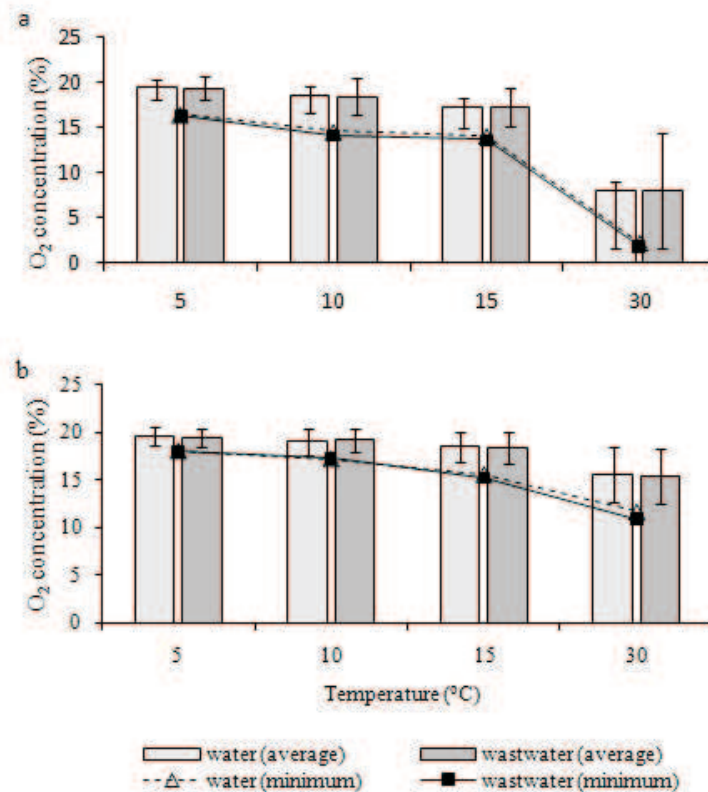 a
25
20
15
10
5
0
O₂ concentration (%)
5 10 15 30
b
25
20
15
10
5
0
O₂ concentration (%)
5 10 15 30
Temperature (°C)
water (average) wastwater (average)
water (minimum) wastwater (minimum)